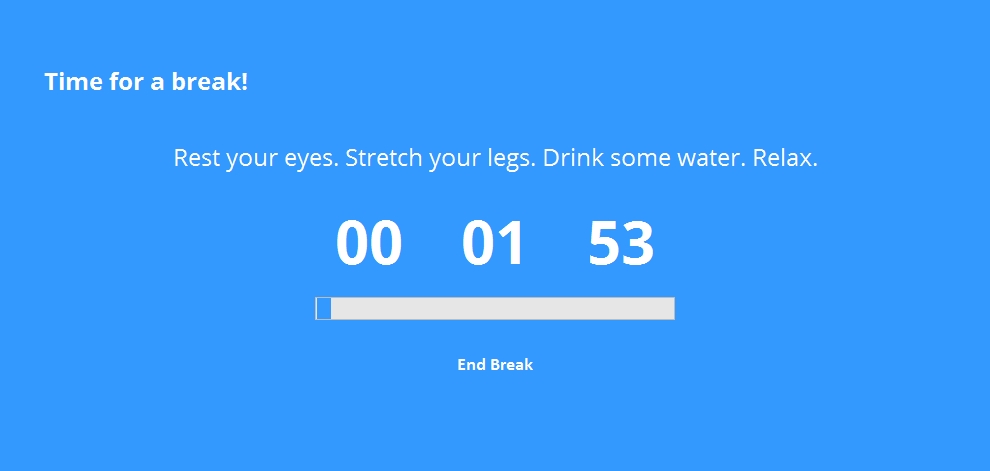 Time for a break!
Rest your eyes. Stretch your legs. Drink some water. Relax.
00 01 53
End Break